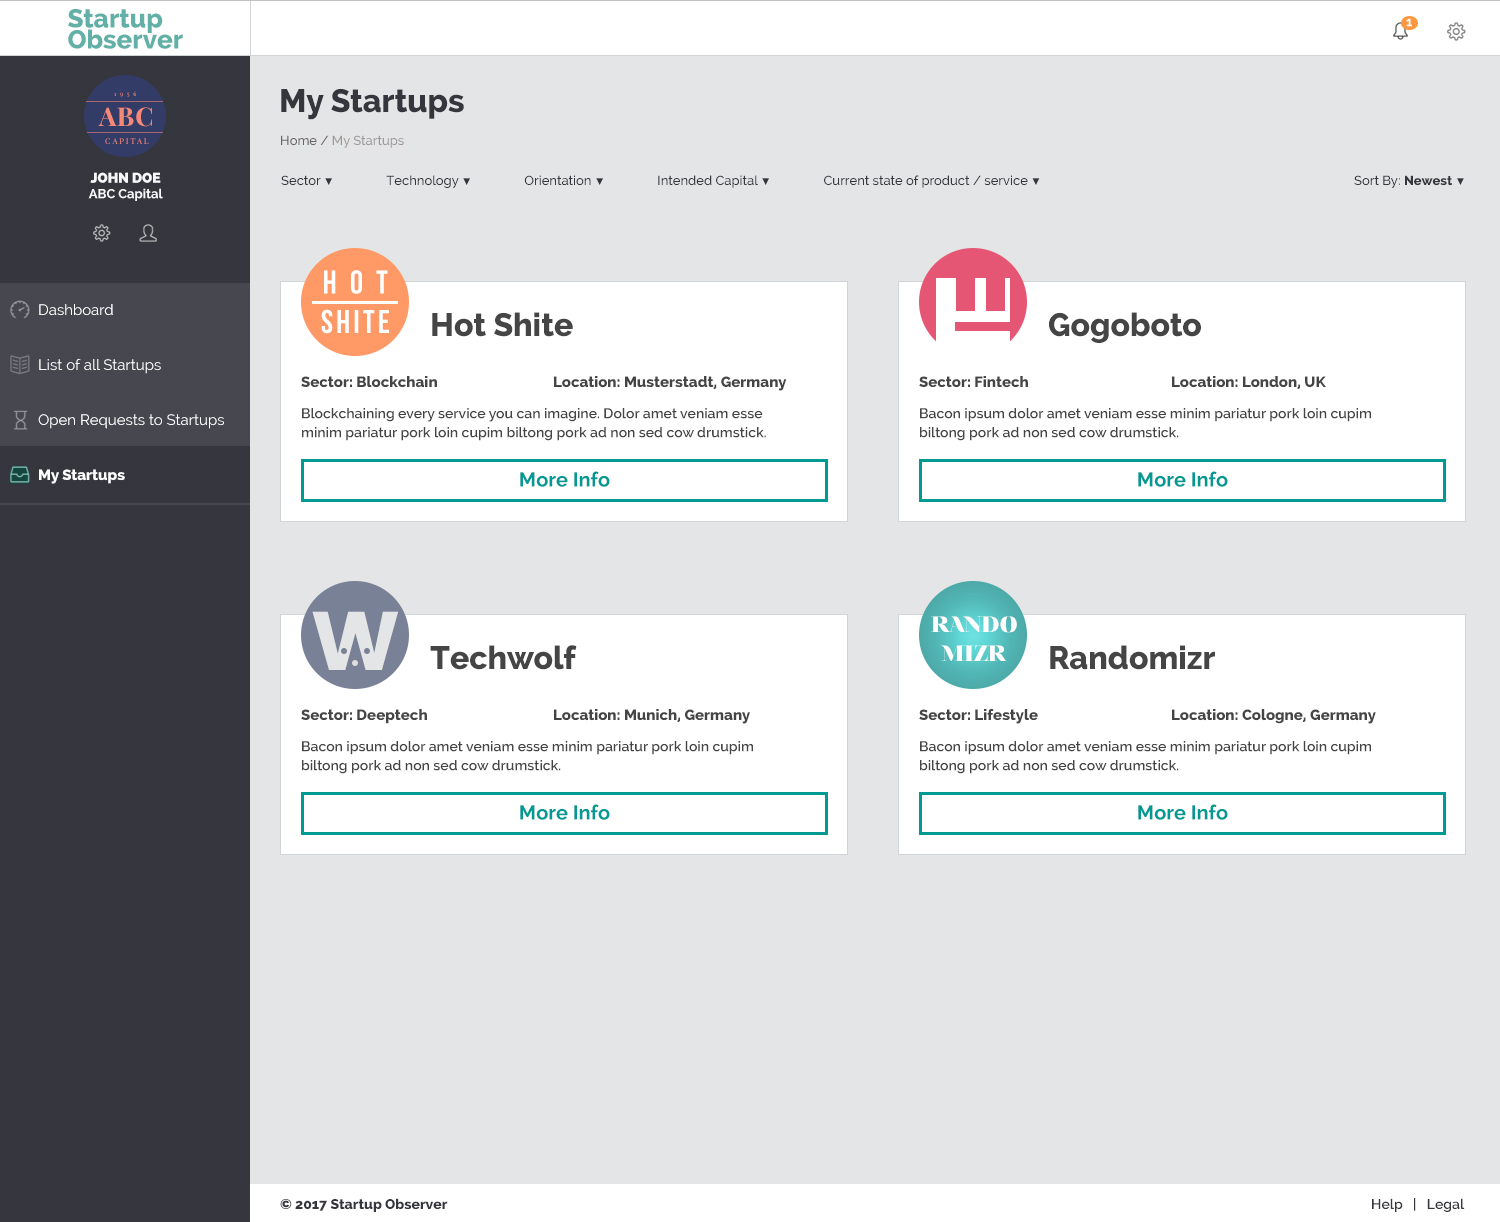 Startup
Observer
1
1956
ABC
CAPITAL
JOHN DOE
ABC Capital
Dashboard
List of all Startups
Open Requests to Startups
My Startups
My Startups
Home / My Startups
Sector ▾ Technology ▾ Orientation ▾ Intended Capital ▾ Current state of product / service ▾ Sort By: Newest ▾
HOT
SHITE
Hot Shite
Sector: Blockchain Location: Musterstadt, Germany
Blockchaining every service you can imagine. Dolor amet veniam esse
minim pariatur pork loin cupim biltong pork ad non sed cow drumstick.
More Info
Gogoboto
Sector: Fintech Location: London, UK
Bacon ipsum dolor amet veniam esse minim pariatur pork loin cupim
biltong pork ad non sed cow drumstick.
More Info
W
Techwolf
Sector: Deeptech Location: Munich, Germany
Bacon ipsum dolor amet veniam esse minim pariatur pork loin cupim
biltong pork ad non sed cow drumstick.
More Info
RANDO
MIZR
Randomizr
Sector: Lifestyle Location: Cologne, Germany
Bacon ipsum dolor amet veniam esse minim pariatur pork loin cupim
biltong pork ad non sed cow drumstick.
More Info
© 2017 Startup Observer Help | Legal